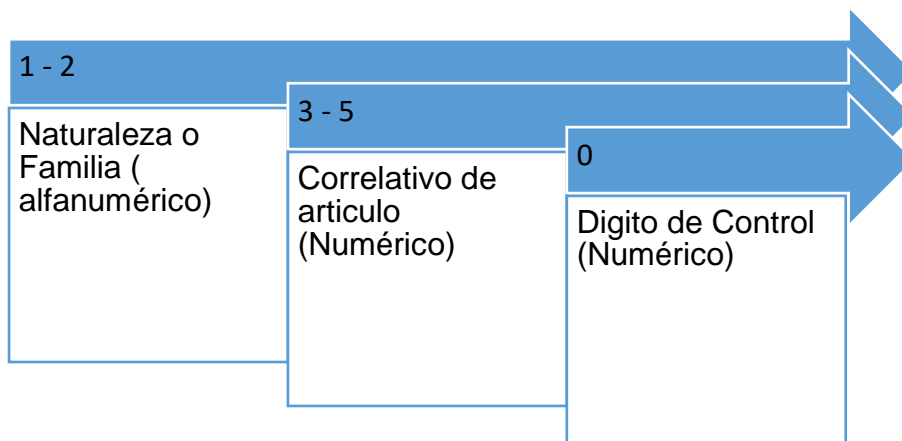 1 - 2
Naturaleza o
Familia (
alfanumérico)
3 - 5
Correlativo de
articulo
(Numérico)
0
Digito de Control
(Numérico)